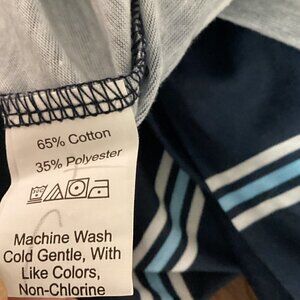 65% Cotton
35% Polyester
Machine Wash
Cold Gentle, With
Like Colors,
Non-Chlorine